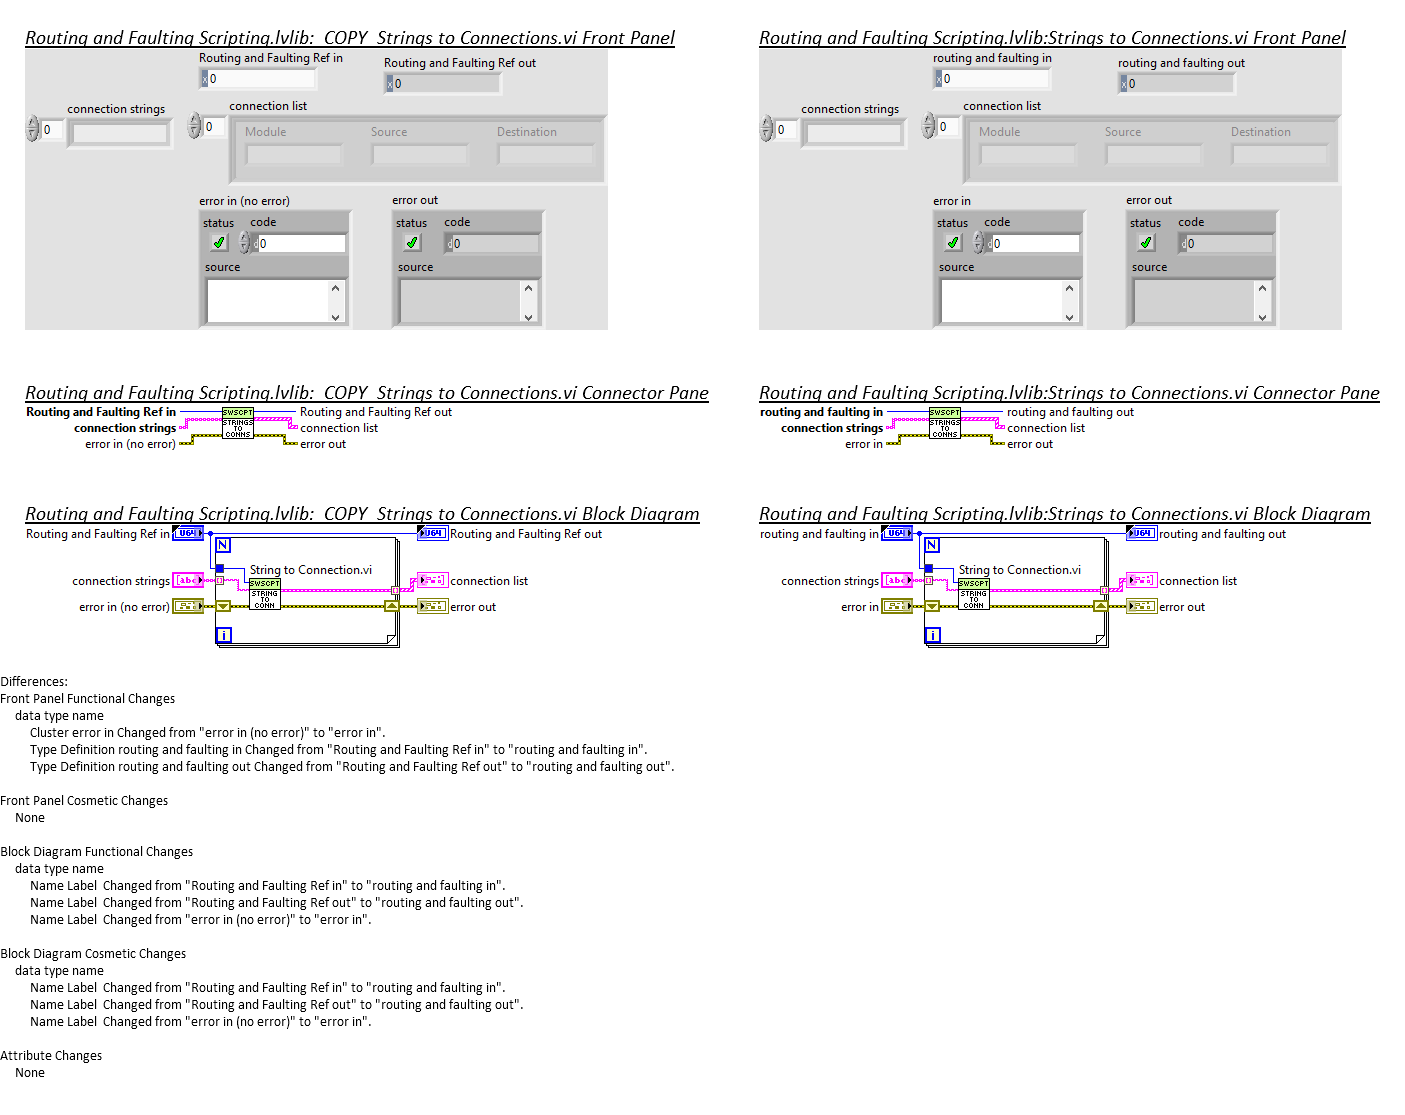 Routing and Faulting Scripting.lvlib:  COPY  Strings to Connections.vi Front Panel
Routing and Faulting Ref in
x0
Routing and Faulting Ref out
x0
connection strings
0
connection list
0
Module
Source
Destination
error in (no error)
status
code
d0
source
error out
status
code
d0
source
Routing and Faulting Scripting.lvlib:Strings to Connections.vi Front Panel
routing and faulting in
x0
routing and faulting out
x0
connection strings
0
connection list
0
Module
Source
Destination
error in
status
code
d0
source
error out
status
code
d0
source
Routing and Faulting Scripting.lvlib:  COPY  Strings to Connections.vi Connector Pane
Routing and Faulting Ref in
connection strings
error in (no error)
SWSCPT
STRINGS
TO
CONNS
Routing and Faulting Ref out
connection list
error out
Routing and Faulting Scripting.lvlib:Strings to Connections.vi Connector Pane
routing and faulting in
connection strings
error in
SWSCPT
STRINGS
TO
CONNS
routing and faulting out
connection list
error out
Routing and Faulting Scripting.lvlib:  COPY  Strings to Connections.vi Block Diagram
Routing and Faulting Ref in
U64
N
U64
Routing and Faulting Ref out
String to Connection.vi
connection strings
[abc]
SWSCPT
STRING
TO
CONN
connection list
error in (no error)
error out
i
Routing and Faulting Scripting.lvlib:Strings to Connections.vi Block Diagram
routing and faulting in
U64
N
U64
routing and faulting out
String to Connection.vi
connection strings
[abc]
SWSCPT
STRING
TO
CONN
connection list
error in
error out
i
Differences:
Front Panel Functional Changes
data type name
Cluster error in Changed from "error in (no error)" to "error in".
Type Definition routing and faulting in Changed from "Routing and Faulting Ref in" to "routing and faulting in".
Type Definition routing and faulting out Changed from "Routing and Faulting Ref out" to "routing and faulting out".
Front Panel Cosmetic Changes
None
Block Diagram Functional Changes
data type name
Name Label  Changed from "Routing and Faulting Ref in" to "routing and faulting in".
Name Label  Changed from "Routing and Faulting Ref out" to "routing and faulting out".
Name Label  Changed from "error in (no error)" to "error in".
Block Diagram Cosmetic Changes
data type name
Name Label  Changed from "Routing and Faulting Ref in" to "routing and faulting in".
Name Label  Changed from "Routing and Faulting Ref out" to "routing and faulting out".
Name Label  Changed from "error in (no error)" to "error in".
Attribute Changes
None